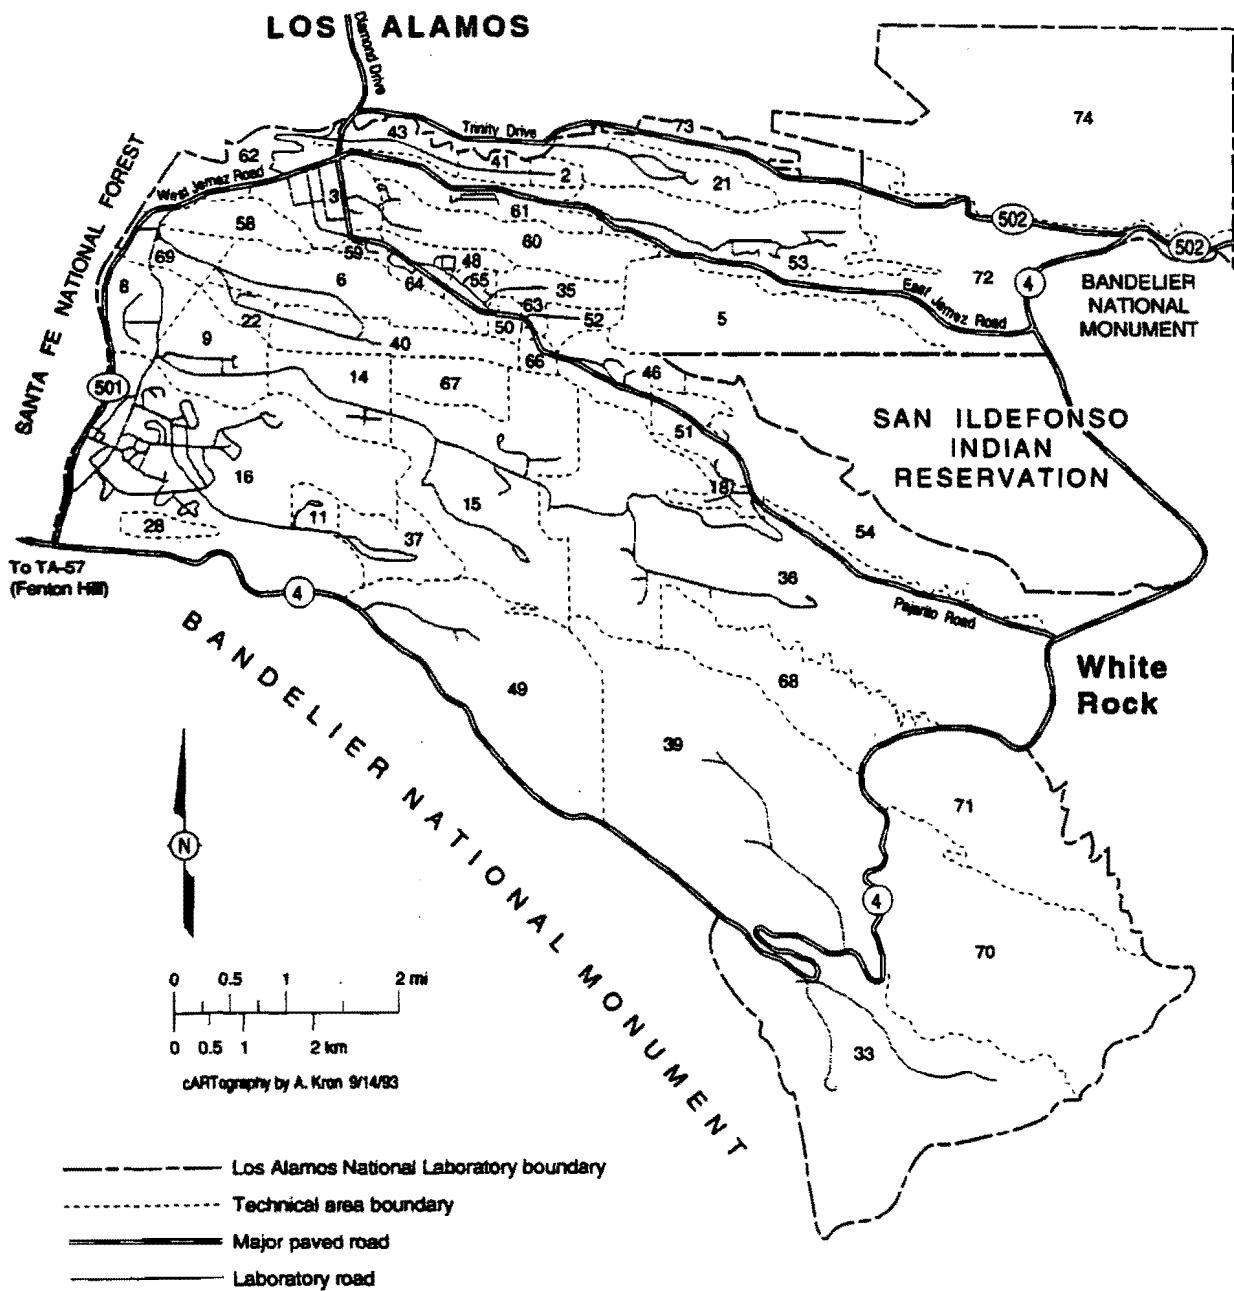 LOS ALAMOS
Diamond Drive
Trinity Drive
43
73
74
62
41
2
21
West Jemez Road
3
61
502
502
58
60
59
48
53
72
4
69
6
64
55
35
8
63
52
5
East Jemez Road
BANDELIER
NATIONAL
MONUMENT
22
50
9
40
66
46
14
67
501
SANTA FE NATIONAL FOREST
51
SAN ILDEFONSO
INDIAN
RESERVATION
16
18
15
11
28
37
54
To TA-57
(Fenton Hill)
36
4
Pajarito Road
White
Rock
BANDELIER NATIONAL MONUMENT
49
68
39
71
N
4
70
33
0 0.5 1 2 mi
0 0.5 1 2 km
cARTography by A. Kron 9/14/93
Los Alamos National Laboratory boundary
Technical area boundary
Major paved road
Laboratory road